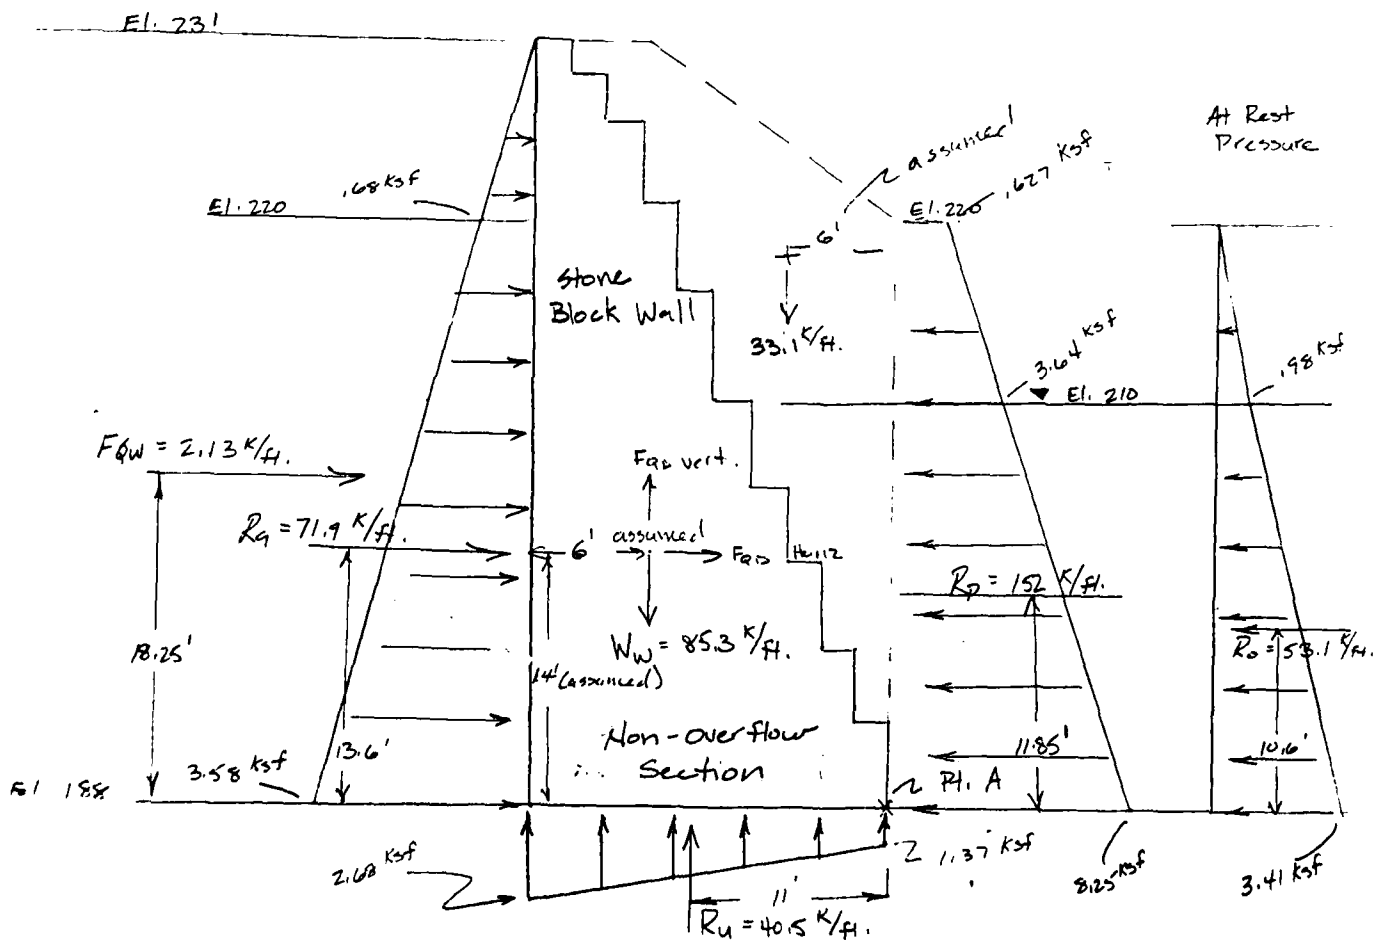 El. 231
At Rest
Pressure
assumed
.627 Ksf
.68 Ksf
El. 220
El. 220
6'
Stone
Block Wall
33.1 K/ft.
3.64 Ksf
.98 Ksf
El. 210
FQW = 2.13 K/ft.
FQD vert.
Ra = 71.9 K/ft.
6' assumed
FQD
Rp = 152 K/ft.
18.25'
WW = 85.3 K/ft.
Ro = 53.1 K/ft.
14' (assumed)
13.6'
Non-overflow
Section
11.85'
10.6'
El 188
3.58 Ksf
Pt. A
2.68 Ksf
1.37 Ksf
8.25 Ksf
3.41 Ksf
11'
Ru = 40.5 K/ft.